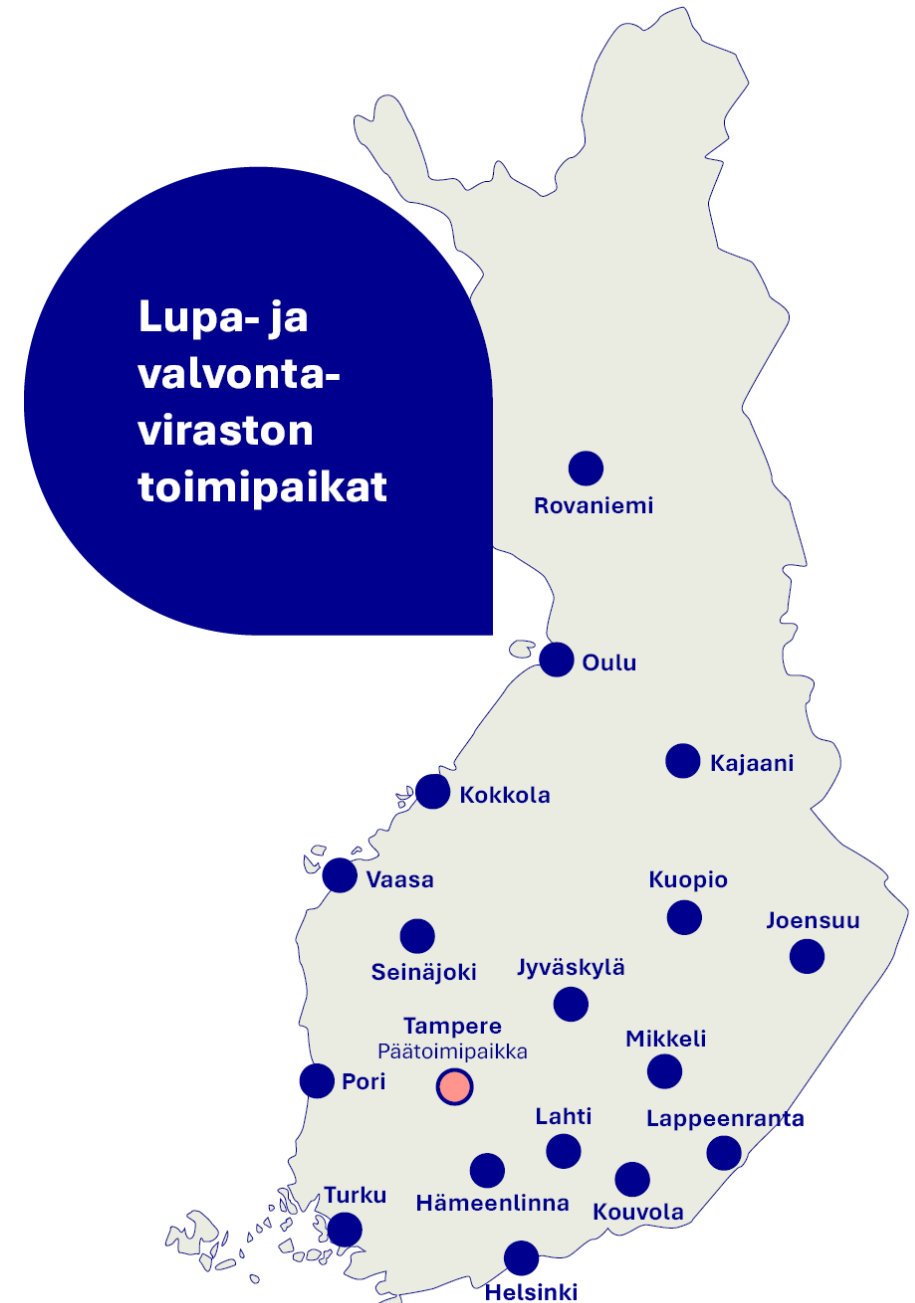 Lupa- ja
valvonta-
viraston
toimipaikat
Rovaniemi
Oulu
Kajaani
Kokkola
Vaasa
Kuopio
Joensuu
Seinäjoki
Jyväskylä
Tampere
Päätoimipaikka
Mikkeli
Pori
Lahti
Lappeenranta
Turku
Hämeenlinna
Kouvola
Helsinki